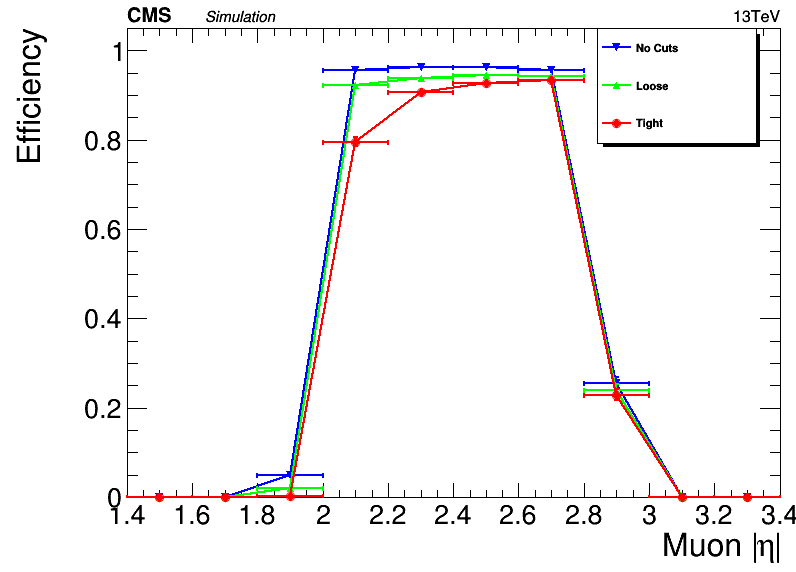 CMS Simulation 13TeV
Efficiency
1
0.8
0.6
0.4
0.2
0
No Cuts
Loose
Tight
1.4 1.6 1.8 2 2.2 2.4 2.6 2.8 3 3.2 3.4
Muon |η|